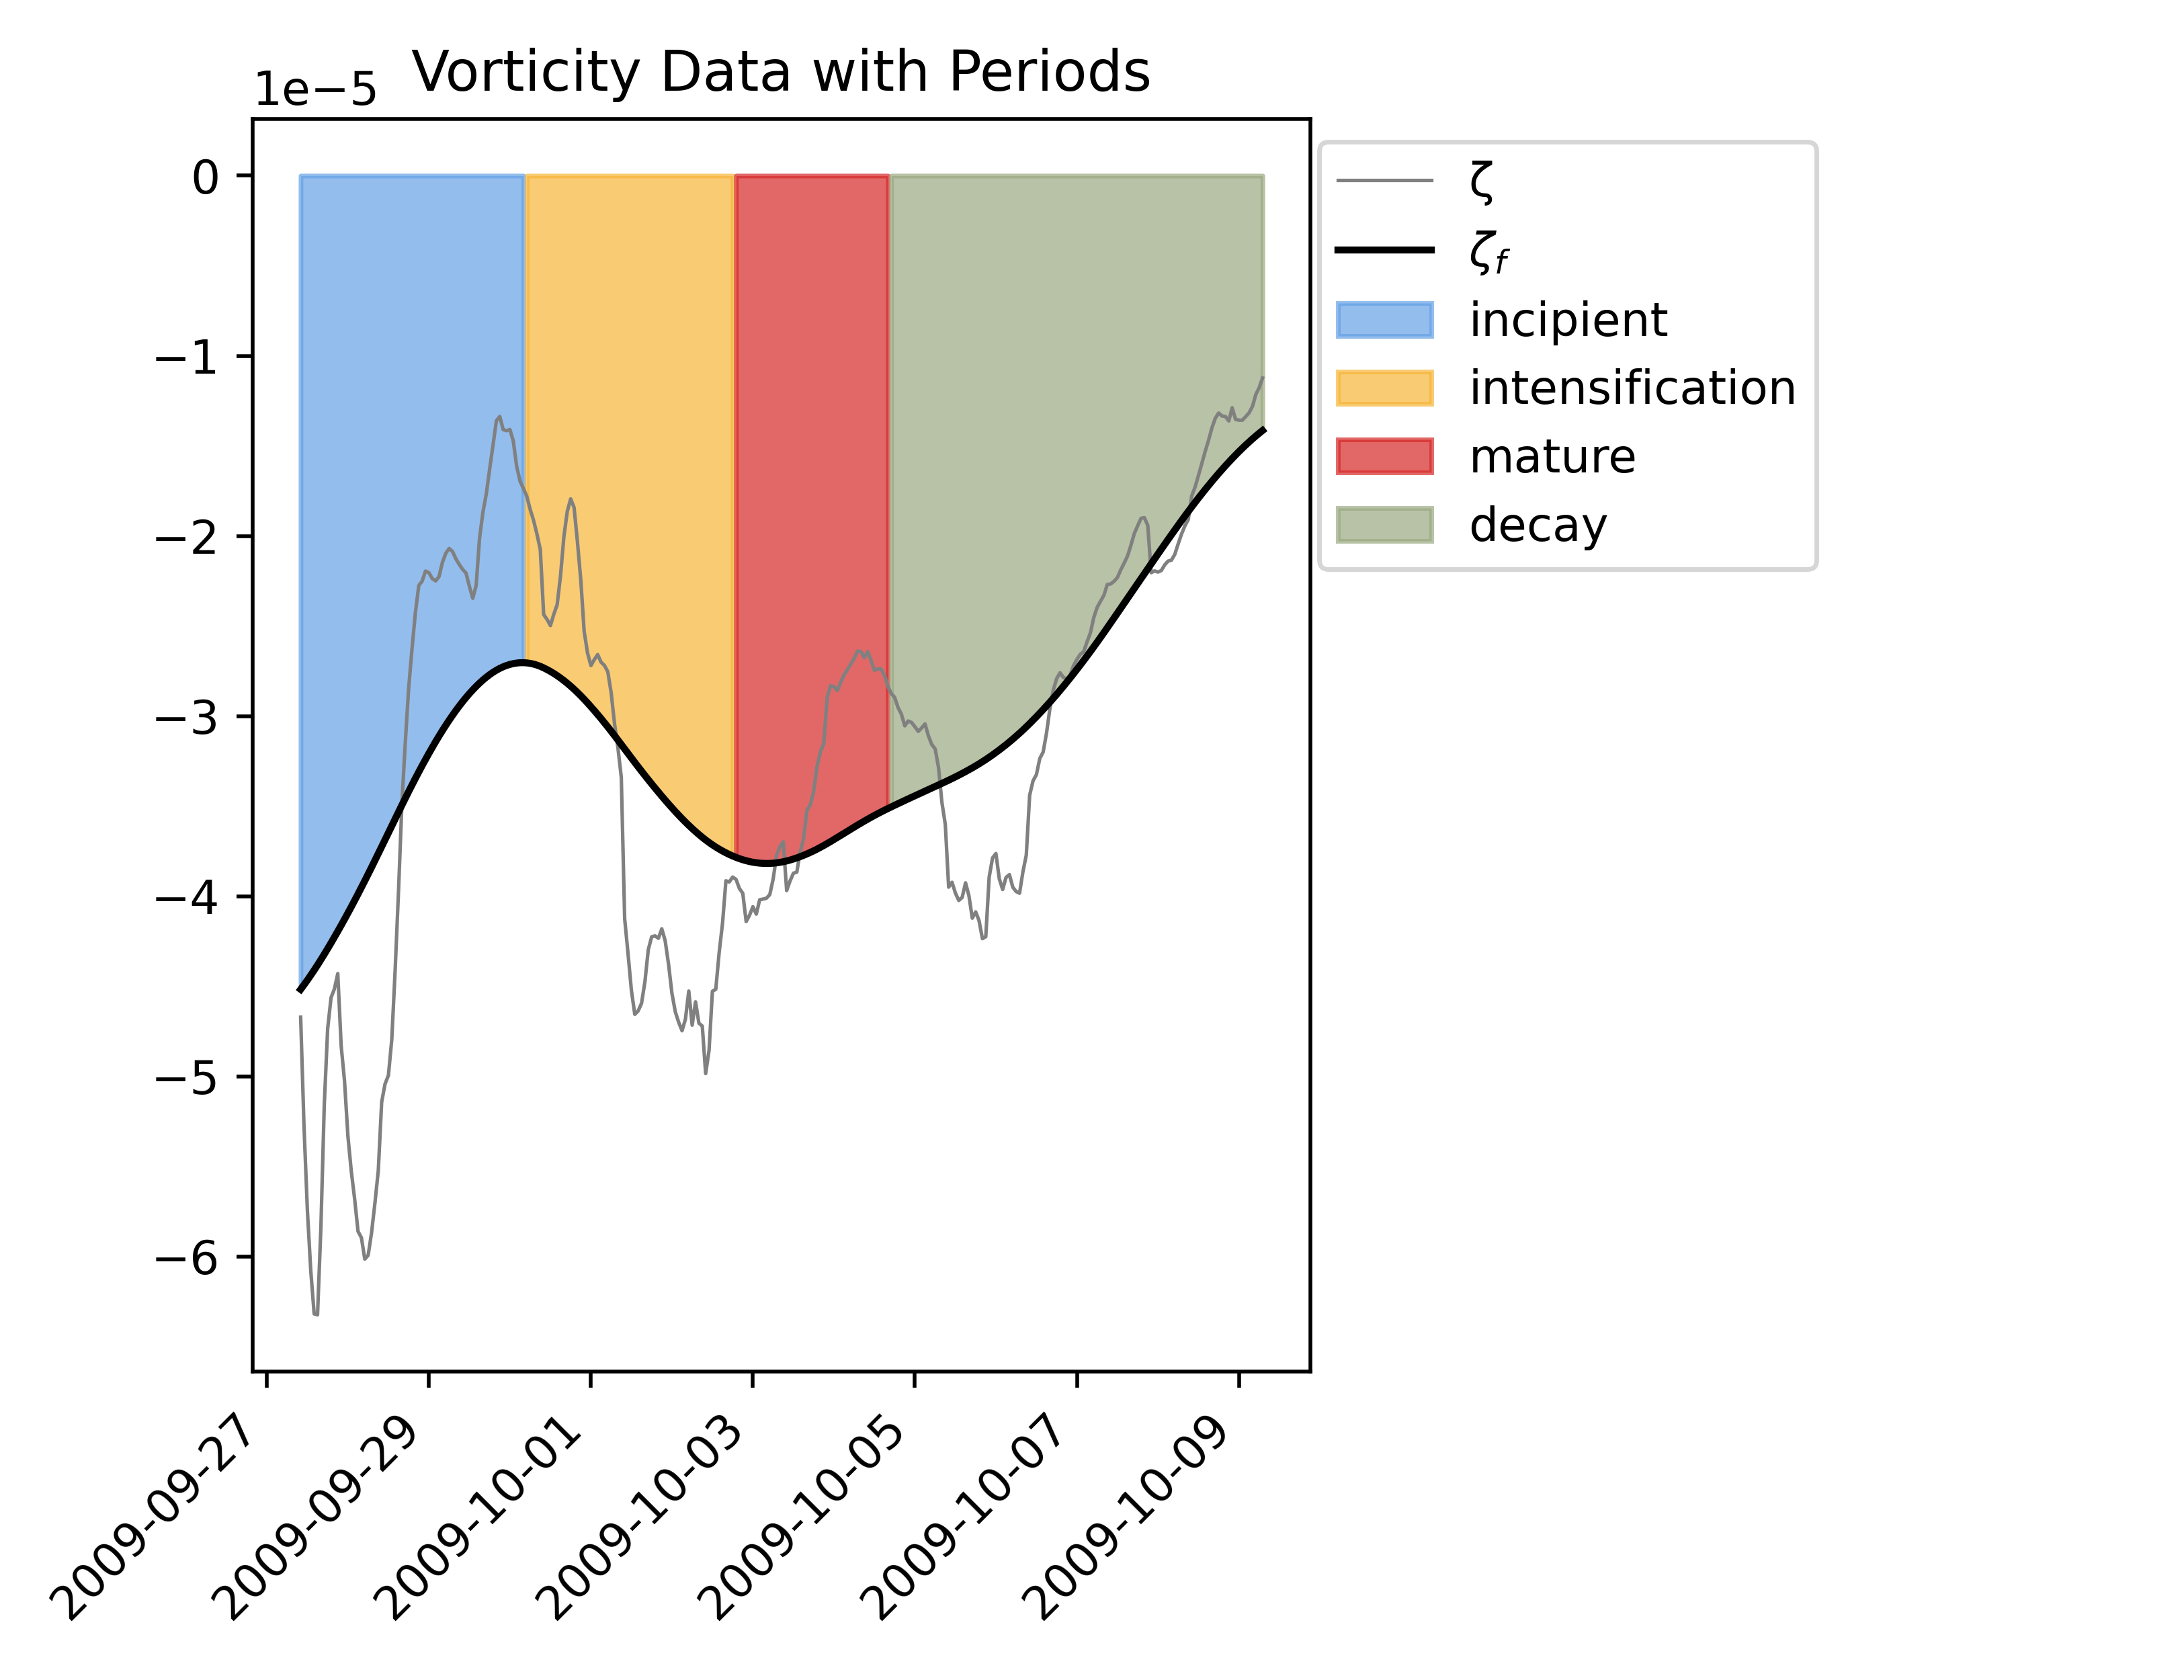 Vorticity Data with Periods
1e−5
0
−1
−2
−3
−4
−5
−6
2009-09-27
2009-09-29
2009-10-01
2009-10-03
2009-10-05
2009-10-07
2009-10-09
ζ
ζf
incipient
intensification
mature
decay